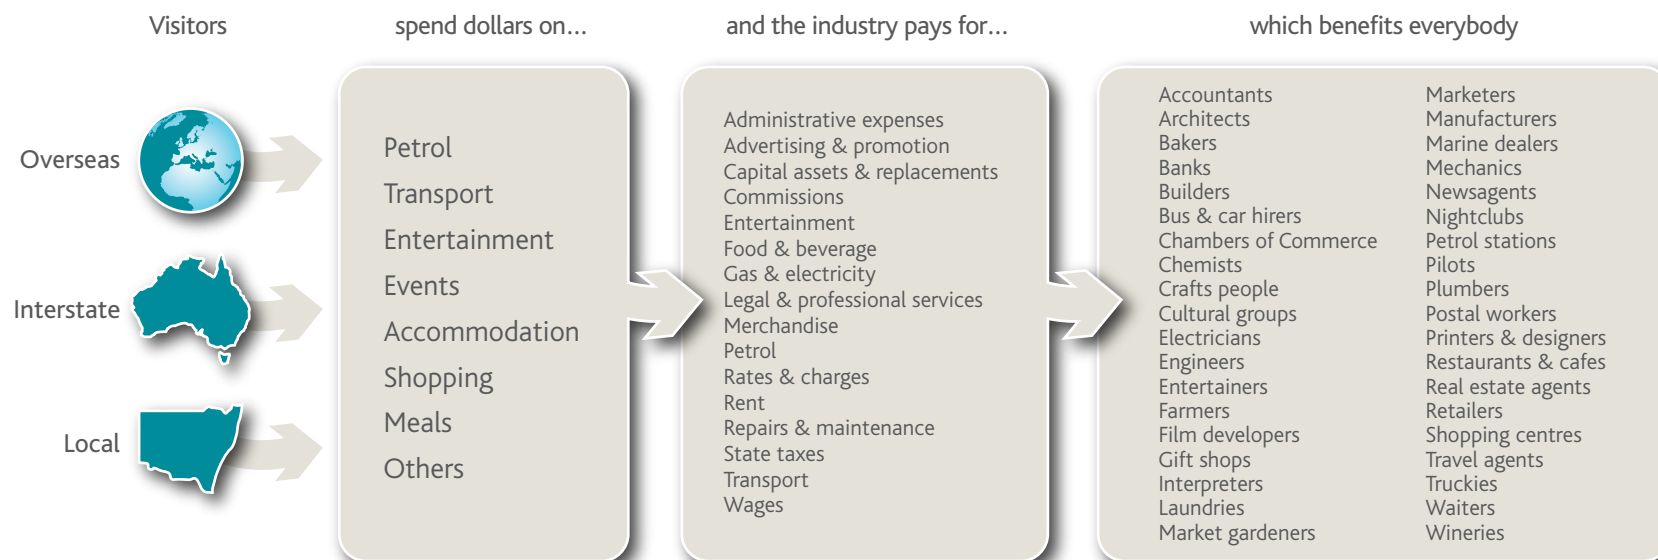 Visitors
spend dollars on...
and the industry pays for...
which benefits everybody
Overseas
Interstate
Local
Petrol
Transport
Entertainment
Events
Accommodation
Shopping
Meals
Others
Administrative expenses
Advertising & promotion
Capital assets & replacements
Commissions
Entertainment
Food & beverage
Gas & electricity
Legal & professional services
Merchandise
Petrol
Rates & charges
Rent
Repairs & maintenance
State taxes
Transport
Wages
Accountants
Architects
Bakers
Banks
Builders
Bus & car hirers
Chambers of Commerce
Chemists
Crafts people
Cultural groups
Electricians
Engineers
Entertainers
Farmers
Film developers
Gift shops
Interpreters
Laundries
Market gardeners
Marketers
Manufacturers
Marine dealers
Mechanics
Newsagents
Nightclubs
Petrol stations
Pilots
Plumbers
Postal workers
Printers & designers
Restaurants & cafes
Real estate agents
Retailers
Shopping centres
Travel agents
Truckies
Waiters
Wineries